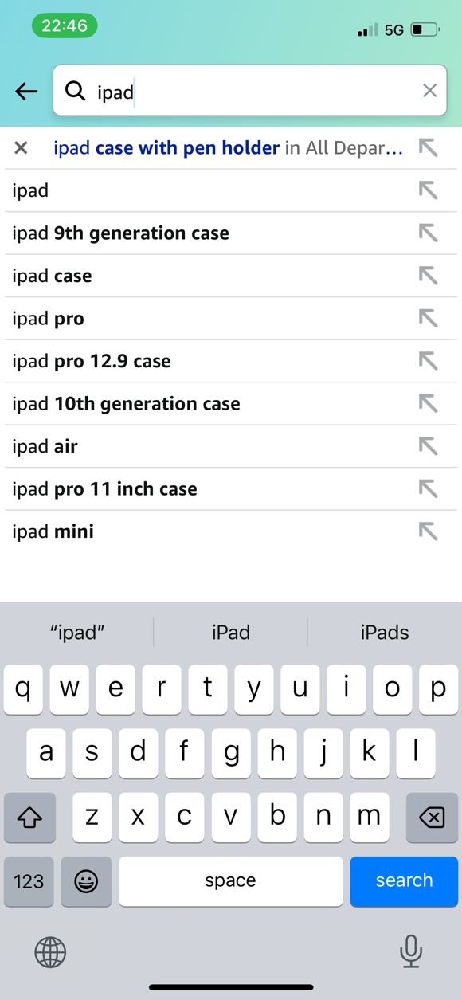 22:46
5G
ipad
ipad case with pen holder in All Depar...
ipad
ipad 9th generation case
ipad case
ipad pro
ipad pro 12.9 case
ipad 10th generation case
ipad air
ipad pro 11 inch case
ipad mini
“ipad” iPad iPads
q w e r t y u i o p
a s d f g h j k l
z x c v b n m
123 space search